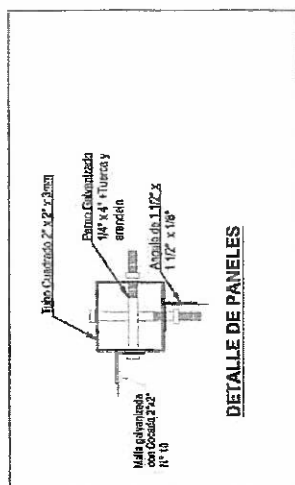 Tubo Cuadrado 2" x 2" x 3mm
Perno Galvanizada
1/4" x 4" +Tuerca y
arandela
Angulo de 1 1/2" x
1 1/2" x 1/8"
Malla galvanizada
con Cocada 2"x2"
N° 10
DETALLE DE PANELES